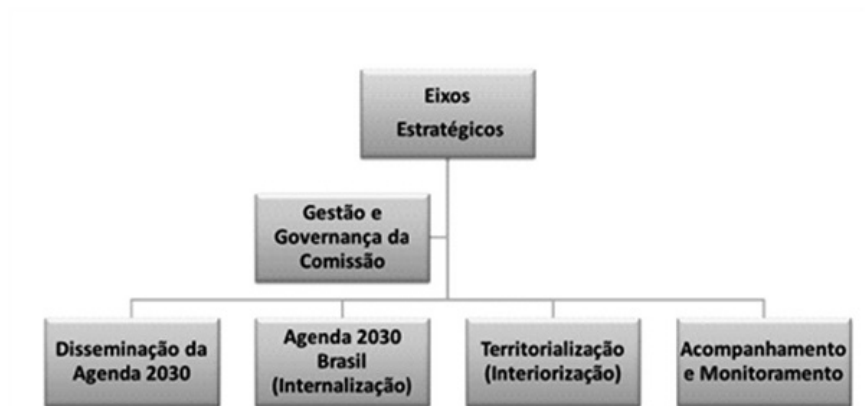 Eixos
Estratégicos
Gestão e
Governança da
Comissão
Disseminação da
Agenda 2030
Agenda 2030
Brasil
(Internalização)
Territorialização
(Interiorização)
Acompanhamento
e Monitoramento